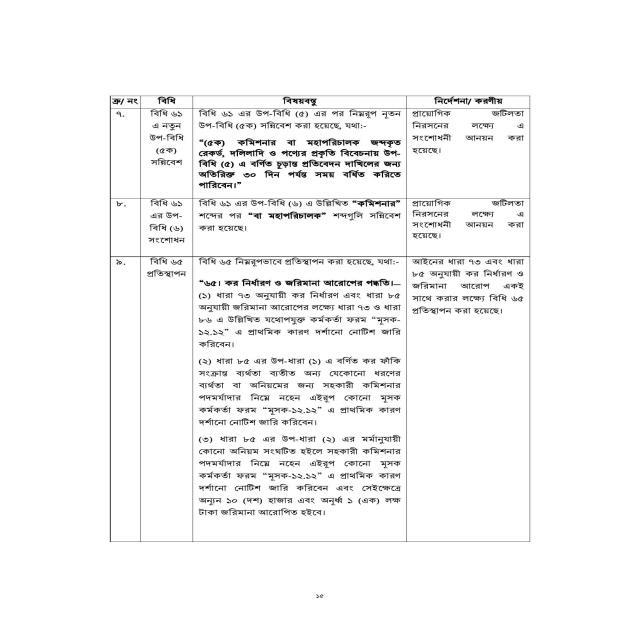 ক্র/ নং বিধি বিষয়বস্তু নির্দেশনা/ করণীয়
৭. বিধি ৬১
এ নতুন
উপ-বিধি
(৫ক)
সন্নিবেশ
বিধি ৬১ এর উপ-বিধি (৫) এর পর নিম্নরূপ নূতন
উপ-বিধি (৫ক) সন্নিবেশ করা হয়েছে, যথা:-
“(৫ক) কমিশনার বা মহাপরিচালক জব্দকৃত
রেকর্ড, দলিলাদি ও পণ্যের প্রকৃতি বিবেচনায় উপ-
বিধি (৫) এ বর্ণিত চূড়ান্ত প্রতিবেদন দাখিলের জন্য
অতিরিক্ত ৩০ দিন পর্যন্ত সময় বর্ধিত করিতে
পারিবেন।”
প্রায়োগিক জটিলতা
নিরসনের লক্ষ্যে এ
সংশোধনী আনয়ন করা
হয়েছে।
৮. বিধি ৬১
এর উপ-
বিধি (৬)
সংশোধন
বিধি ৬১ এর উপ-বিধি (৬) এ উল্লিখিত “কমিশনার”
শব্দের পর “বা মহাপরিচালক” শব্দগুলি সন্নিবেশ
করা হয়েছে।
প্রায়োগিক জটিলতা
নিরসনের লক্ষ্যে এ
সংশোধনী আনয়ন করা
হয়েছে।
৯. বিধি ৬৫
প্রতিস্থাপন
বিধি ৬৫ নিম্নরূপভাবে প্রতিস্থাপন করা হয়েছে, যথা:-
“৬৫। কর নির্ধারণ ও জরিমানা আরোপের পদ্ধতি।—
(১) ধারা ৭৩ অনুযায়ী কর নির্ধারণ এবং ধারা ৮৫
অনুযায়ী জরিমানা আরোপের লক্ষ্যে ধারা ৭৩ ও ধারা
৮৬ এ উল্লিখিত যথোপযুক্ত কর্মকর্তা ফরম “মূসক-
১২.১২” এ প্রাথমিক কারণ দর্শানো নোটিশ জারি
করিবেন।
(২) ধারা ৮৫ এর উপ-ধারা (১) এ বর্ণিত কর ফাঁকি
সংক্রান্ত ব্যর্থতা ব্যতীত অন্য যেকোনো ধরণের
ব্যর্থতা বা অনিয়মের জন্য সহকারী কমিশনার
পদমর্যাদার নিম্নে নহেন এইরূপ কোনো মূসক
কর্মকর্তা ফরম “মূসক-১২.১২” এ প্রাথমিক কারণ
দর্শানো নোটিশ জারি করিবেন।
(৩) ধারা ৮৫ এর উপ-ধারা (২) এর মর্মানুযায়ী
কোনো অনিয়ম সংঘটিত হইলে সহকারী কমিশনার
পদমর্যাদার নিম্নে নহেন এইরূপ কোনো মূসক
কর্মকর্তা ফরম “মূসক-১২.১২” এ প্রাথমিক কারণ
দর্শানো নোটিশ জারি করিবেন এবং সেইক্ষেত্রে
অন্যূন ১০ (দশ) হাজার এবং অনূর্ধ্ব ১ (এক) লক্ষ
টাকা জরিমানা আরোপিত হইবে।
আইনের ধারা ৭৩ এবং ধারা
৮৫ অনুযায়ী কর নির্ধারণ ও
জরিমানা আরোপ একই
সাথে করার লক্ষ্যে বিধি ৬৫
প্রতিস্থাপন করা হয়েছে।
১৫